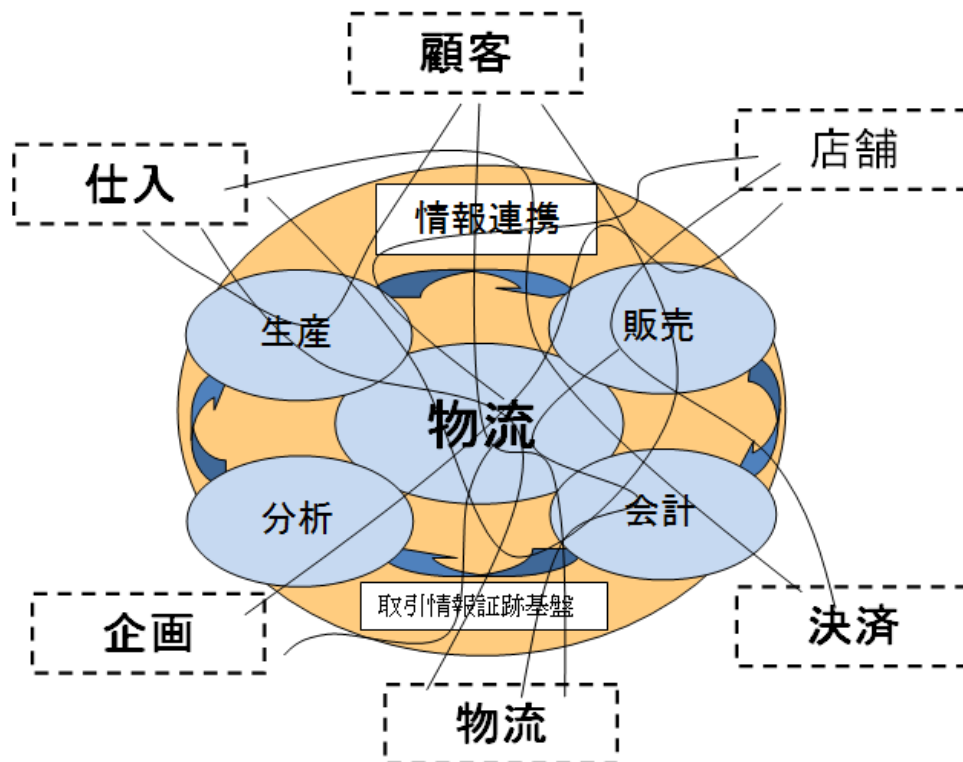 顧客
店舗
仕入
情報連携
生産
販売
物流
分析
会計
取引情報証跡基盤
企画
決済
物流